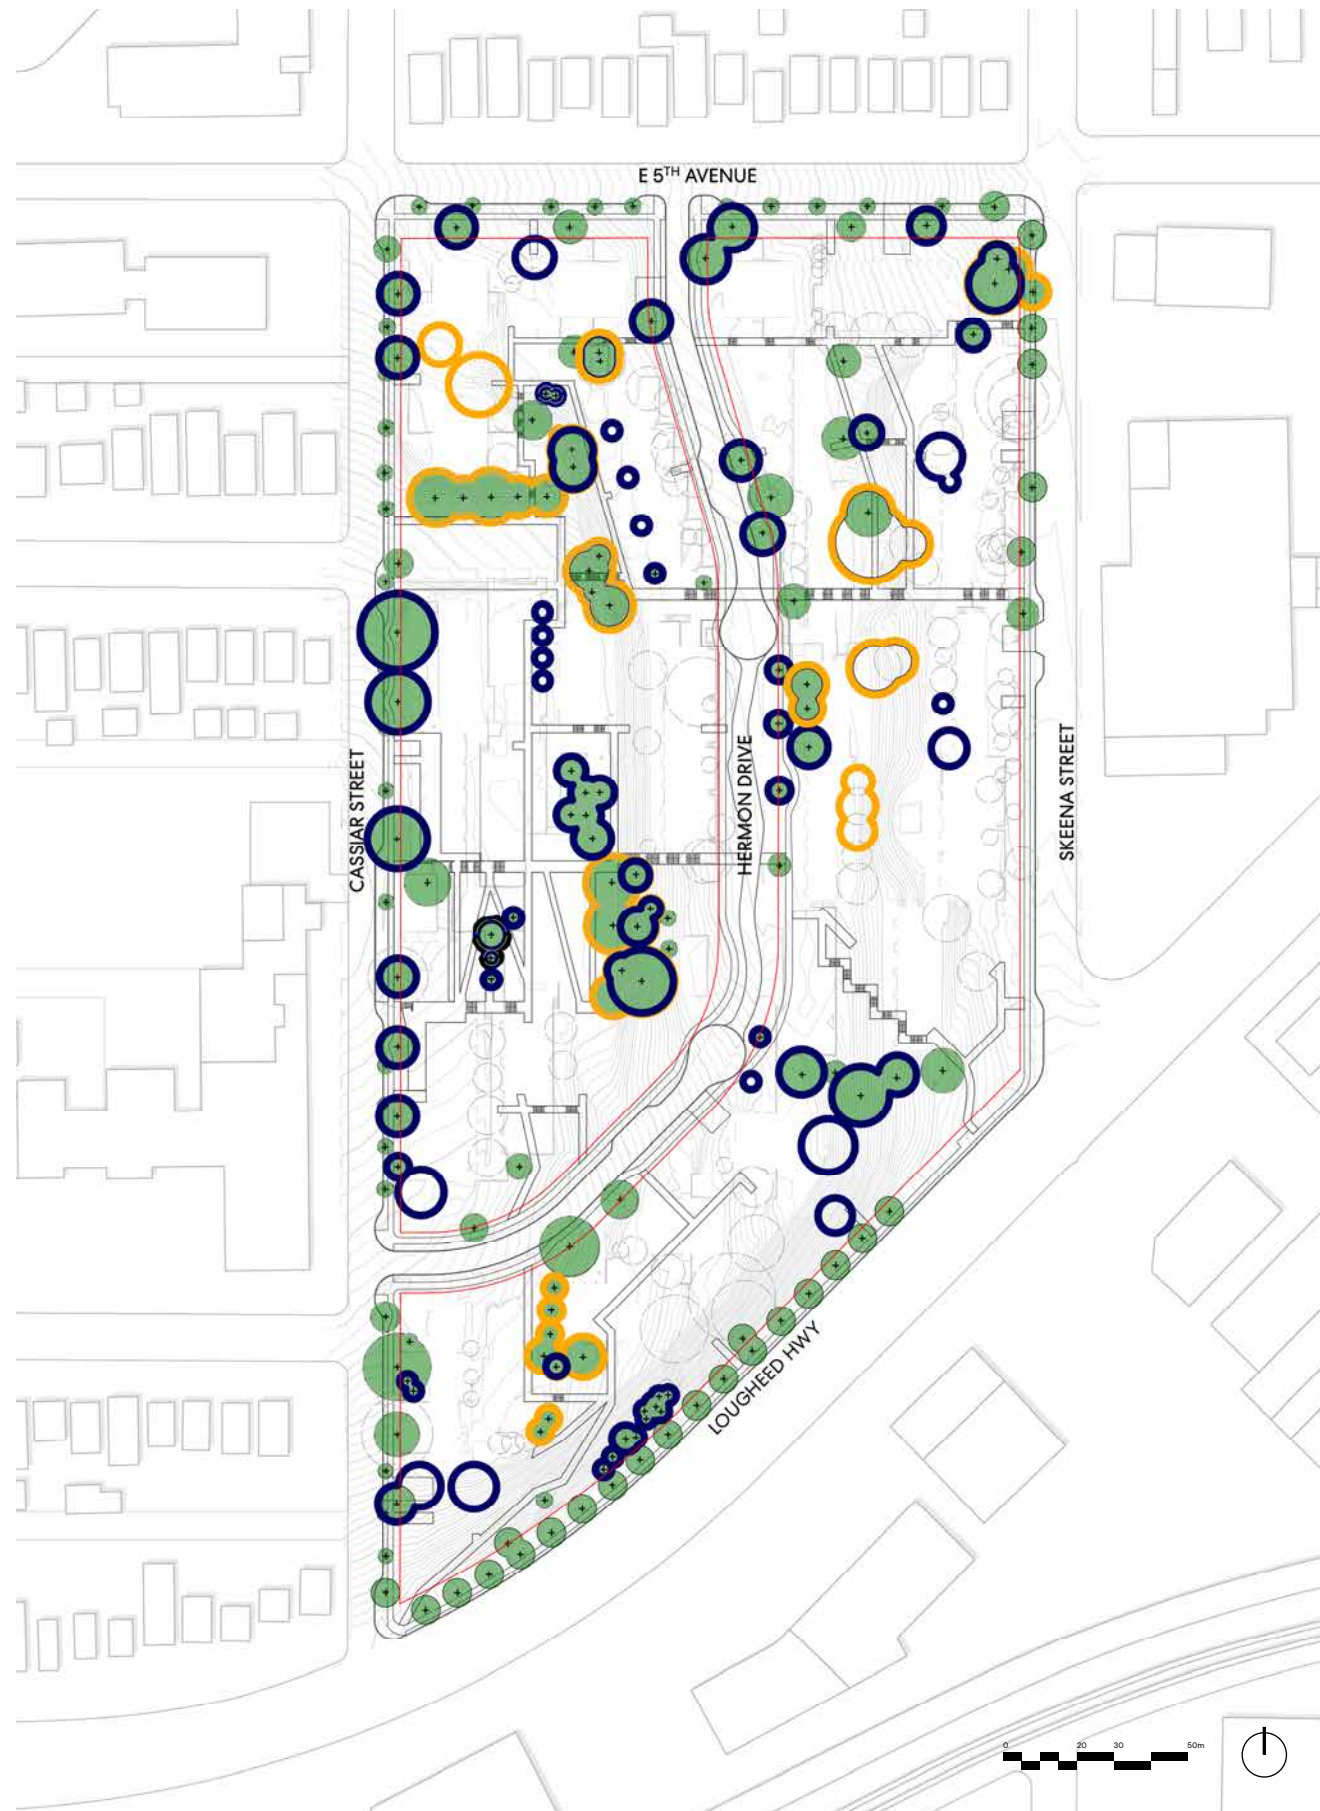 E 5TH AVENUE
CASSIAR STREET
HERMON DRIVE
SKEENA STREET
LOUGHEED HWY
0 20 30 50m